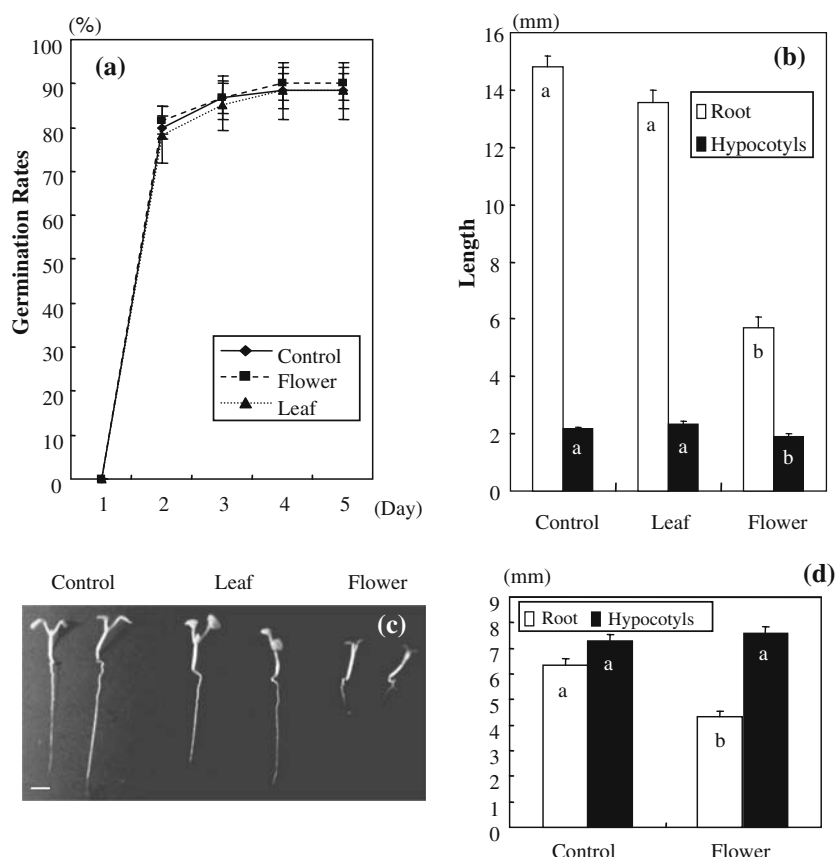 (%)
(a)
100
90
80
70
60
50
40
30
20
10
0
Germination Rates
Control
Flower
Leaf
1 2 3 4 5 (Day)
(mm)
(b)
16
14
12
10
8
6
4
2
0
Length
Root
Hypocotyls
a a a a b b
Control Leaf Flower
Control Leaf Flower
(c)
(mm)
(d)
9
8
7
6
5
4
3
2
1
0
Root Hypocotyls
a a b a
Control Flower